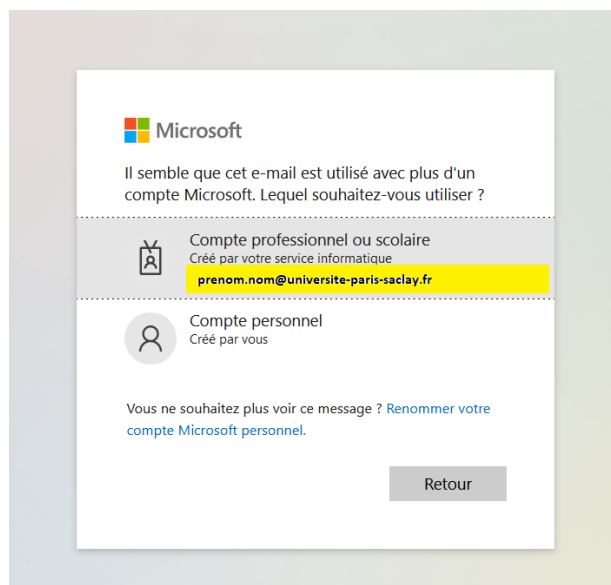 Microsoft
Il semble que cet e-mail est utilisé avec plus d'un
compte Microsoft. Lequel souhaitez-vous utiliser ?
Compte professionnel ou scolaire
Créé par votre service informatique
prenom.nom@universite-paris-saclay.fr
Compte personnel
Créé par vous
Vous ne souhaitez plus voir ce message ? Renommer votre
compte Microsoft personnel.
Retour